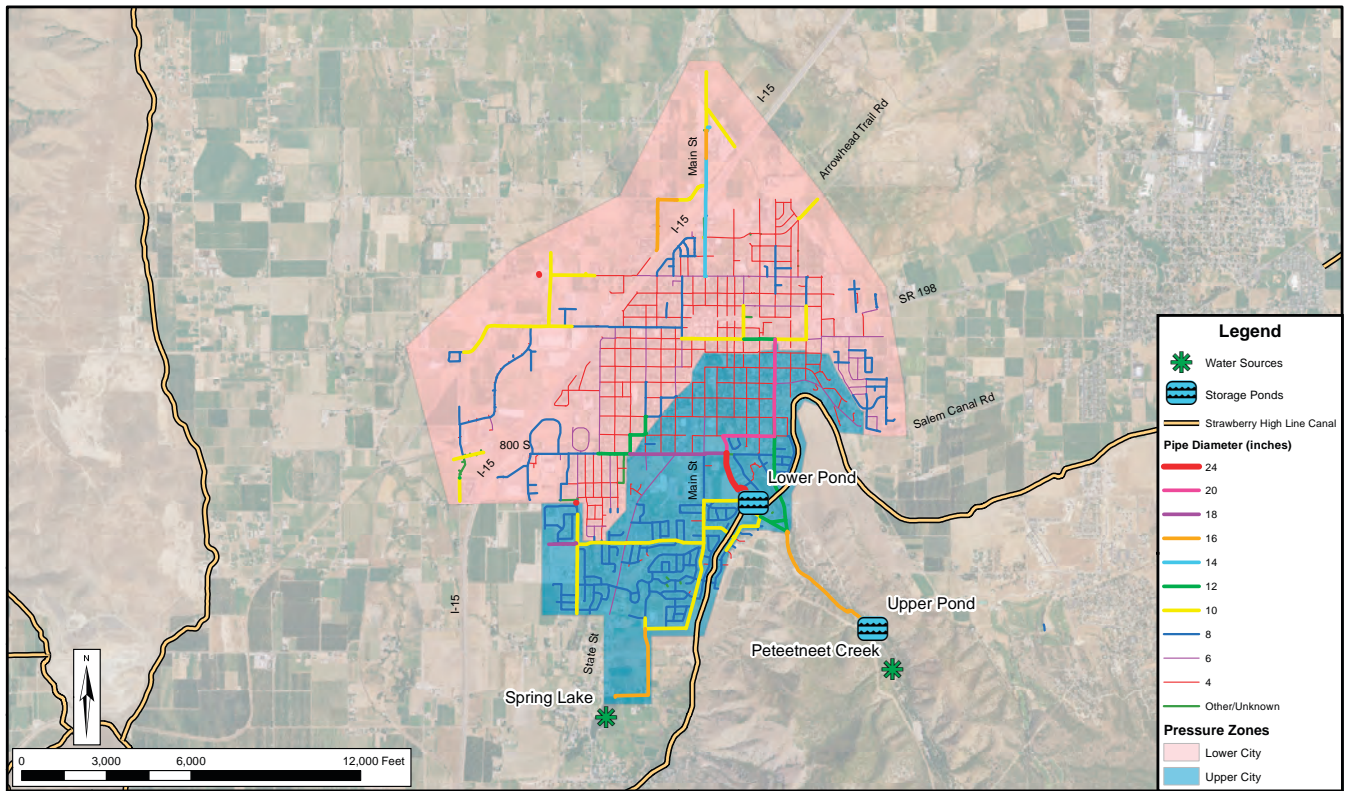 I-15
Arrowhead Trail Rd
Main St
I-15
SR 198
Salem Canal Rd
800 S
I-15
Main St
Lower Pond
Upper Pond
Peteetneet Creek
I-15
State St
Spring Lake
N
0 3,000 6,000 12,000 Feet
Legend
Water Sources
Storage Ponds
Strawberry High Line Canal
Pipe Diameter (inches)
24
20
18
16
14
12
10
8
6
4
Other/Unknown
Pressure Zones
Lower City
Upper City